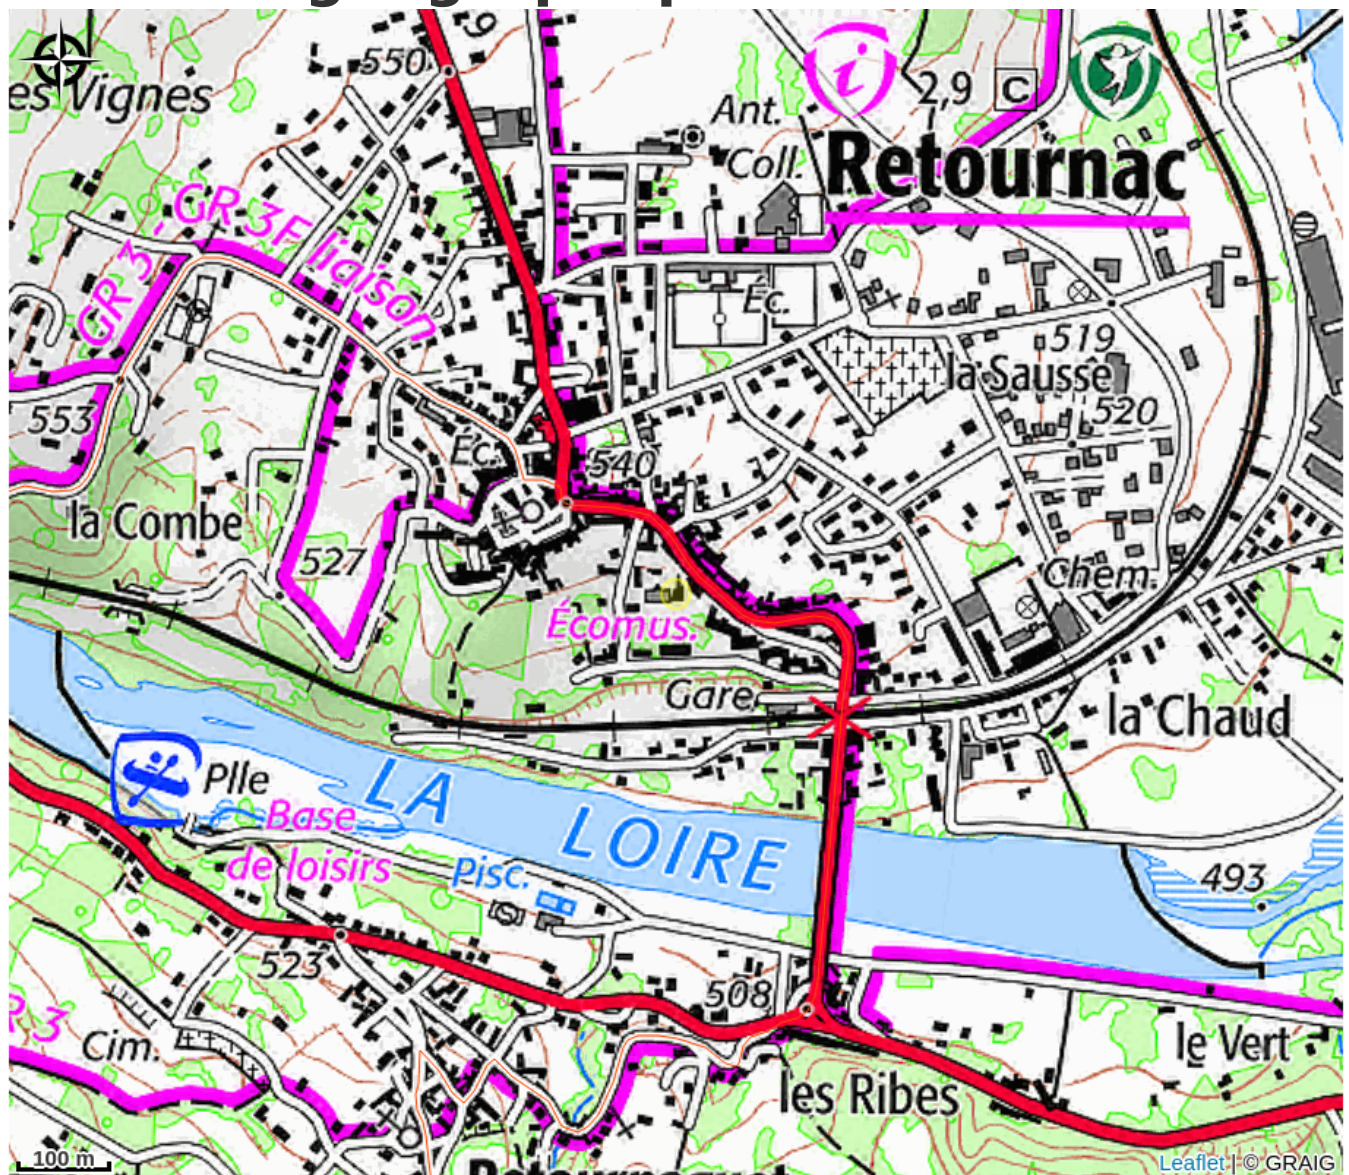 550
es Vignes
Ant.
2,9 C
i
Coll.
Retournac
GR 3F liaison
GR 3
Éc.
519
la Sausse
520
553
Ec.
540
la Combe
527
Chem.
Écomus.
Gare
la Chaud
Plle
LA LOIRE
Base
de loisirs
Pisc.
493
523
508
R 3
Cim.
le Vert
les Ribes
100 m
Leaflet | © GRAIG